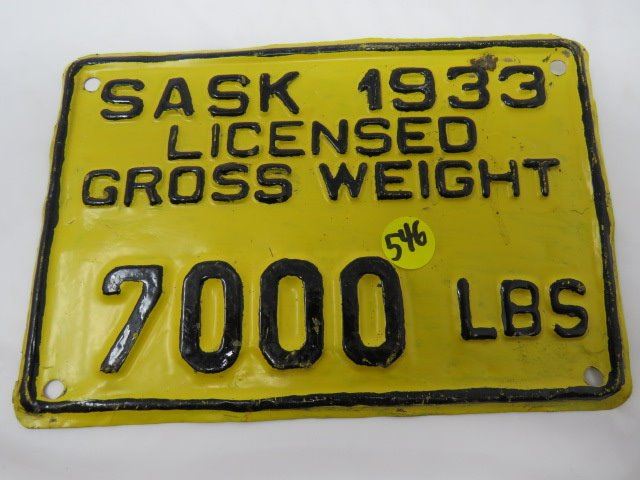 SASK 1933
LICENSED
GROSS WEIGHT
546
7000 LBS